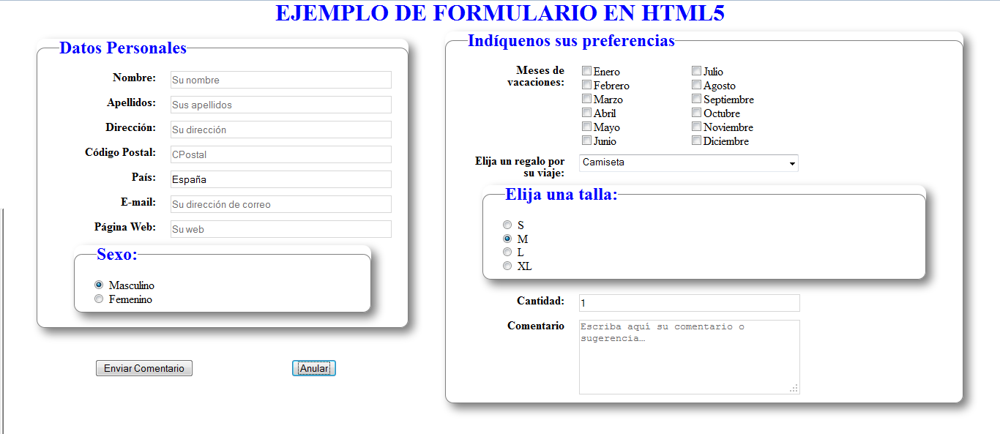 EJEMPLO DE FORMULARIO EN HTML5
Datos Personales
Nombre: Su nombre
Apellidos: Sus apellidos
Dirección: Su dirección
Código Postal: CPostal
País: España
E-mail: Su dirección de correo
Página Web: Su web
Sexo:
Masculino
Femenino
Enviar Comentario Anular
Indíquenos sus preferencias
Meses de
vacaciones:
Enero Julio
Febrero Agosto
Marzo Septiembre
Abril Octubre
Mayo Noviembre
Junio Diciembre
Elija un regalo por
su viaje:
Camiseta
Elija una talla:
S
M
L
XL
Cantidad: 1
Comentario
Escriba aquí su comentario o
sugerencia…